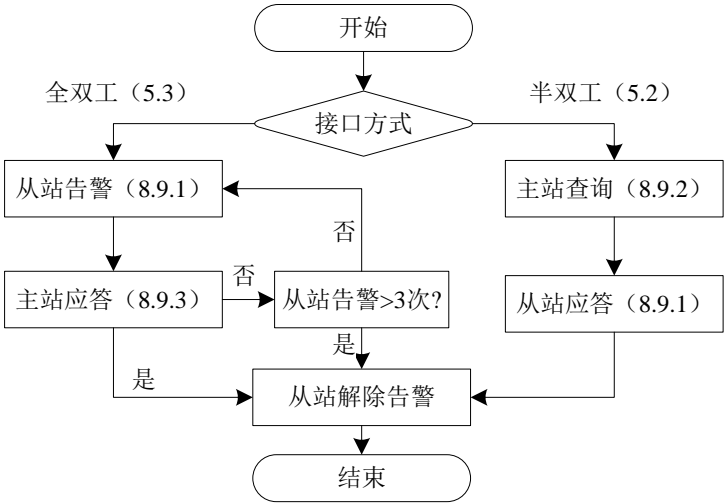 开始
全双工（5.3）
半双工（5.2）
接口方式
从站告警（8.9.1）
主站查询（8.9.2）
否
否
主站应答（8.9.3）
从站告警>3次?
从站应答（8.9.1）
是
是
从站解除告警
结束